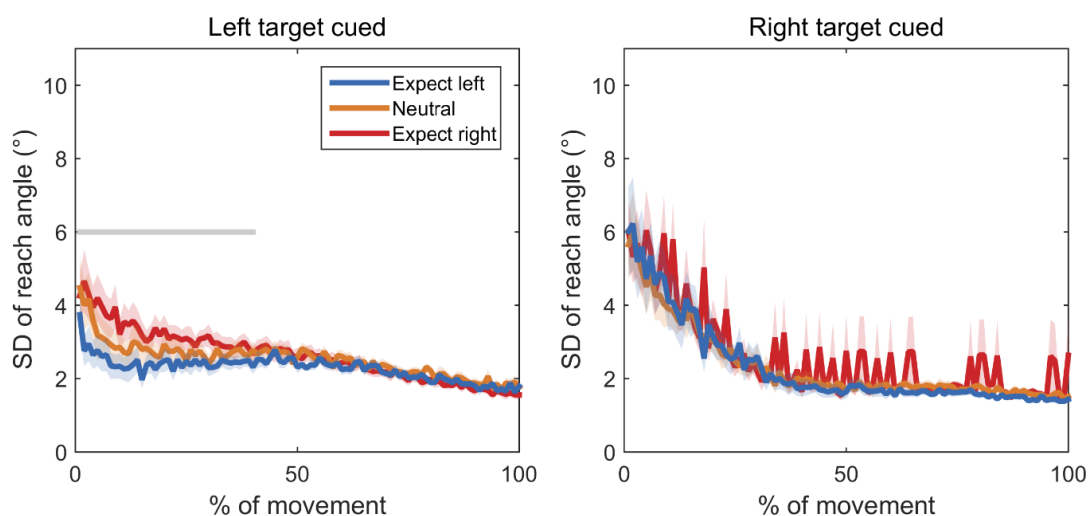 Left target cued
SD of reach angle (°)
10
8
6
4
2
0
Expect left
Neutral
Expect right
0 50 100
% of movement
Right target cued
SD of reach angle (°)
10
8
6
4
2
0
0 50 100
% of movement